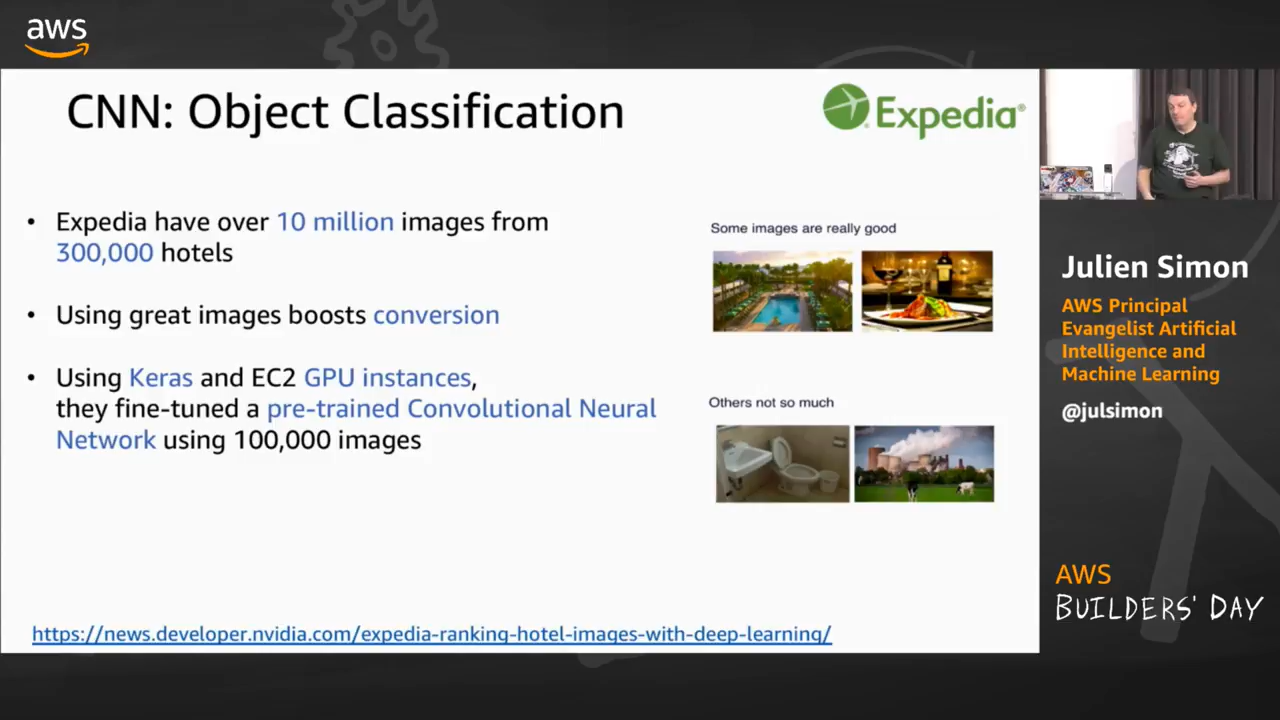 aws
CNN: Object Classification
Expedia®
• Expedia have over 10 million images from
300,000 hotels
• Using great images boosts conversion
• Using Keras and EC2 GPU instances,
they fine-tuned a pre-trained Convolutional Neural
Network using 100,000 images
Some images are really good
Others not so much
https://news.developer.nvidia.com/expedia-ranking-hotel-images-with-deep-learning/
Julien Simon
AWS Principal
Evangelist Artificial
Intelligence and
Machine Learning
@julsimon
AWS
BUILDERS' DAY